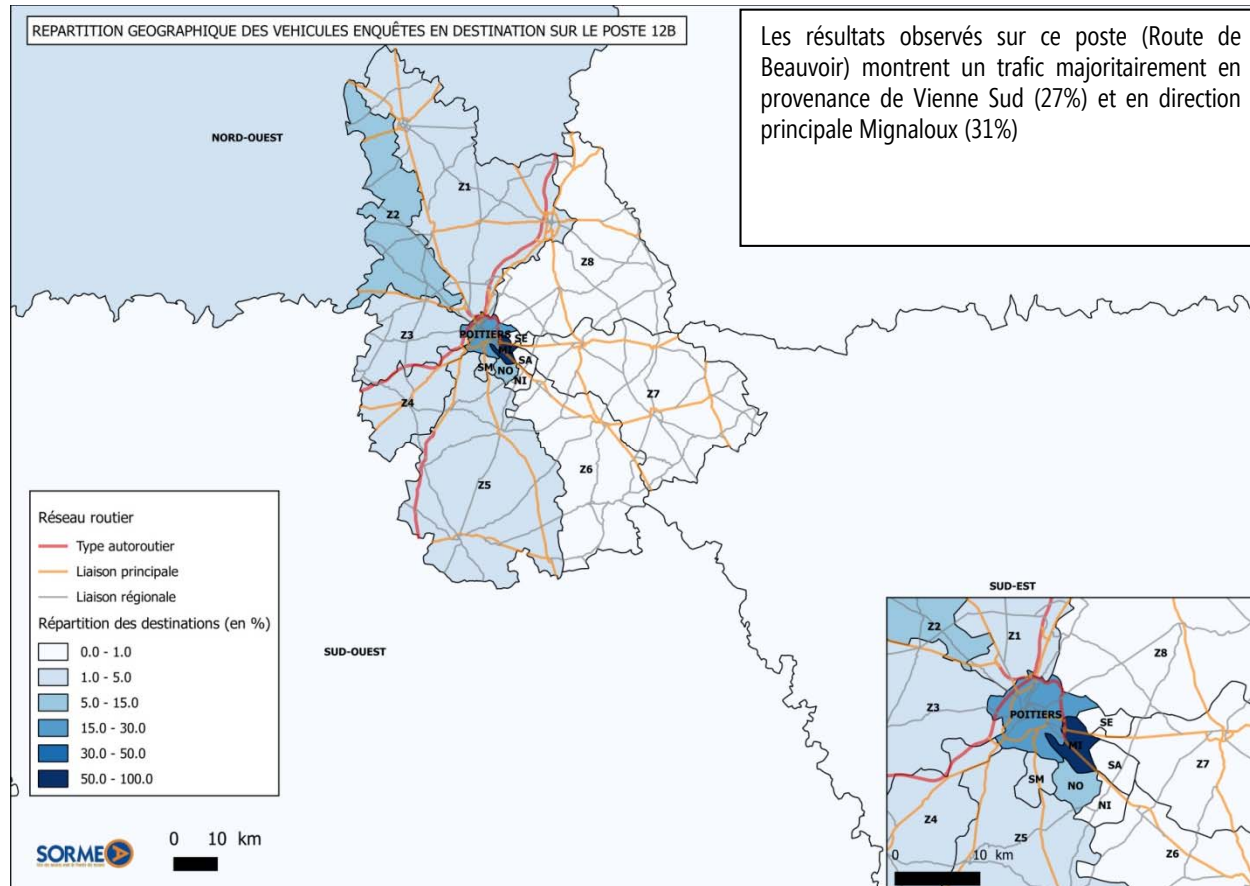 REPARTITION GEOGRAPHIQUE DES VEHICULES ENQUÊTES EN DESTINATION SUR LE POSTE 12B
Les résultats observés sur ce poste (Route de
Beauvoir) montrent un trafic majoritairement en
provenance de Vienne Sud (27%) et en direction
principale Mignaloux (31%)
NORD-OUEST
Z1
Z2
Z8
Z3
POITIERS
SE
MI
SA
SM
NO
NI
Z4
Z7
Z6
Z5
SUD-OUEST
SUD-EST
Réseau routier
Type autoroutier
Liaison principale
Liaison régionale
Répartition des destinations (en %)
0.0 - 1.0
1.0 - 5.0
5.0 - 15.0
15.0 - 30.0
30.0 - 50.0
50.0 - 100.0
SORMEA
0 10 km
Z2
Z1
Z8
Z3
POITIERS
SE
MI
SA
Z7
SM
NO
NI
Z4
Z5
Z6
0 10 km